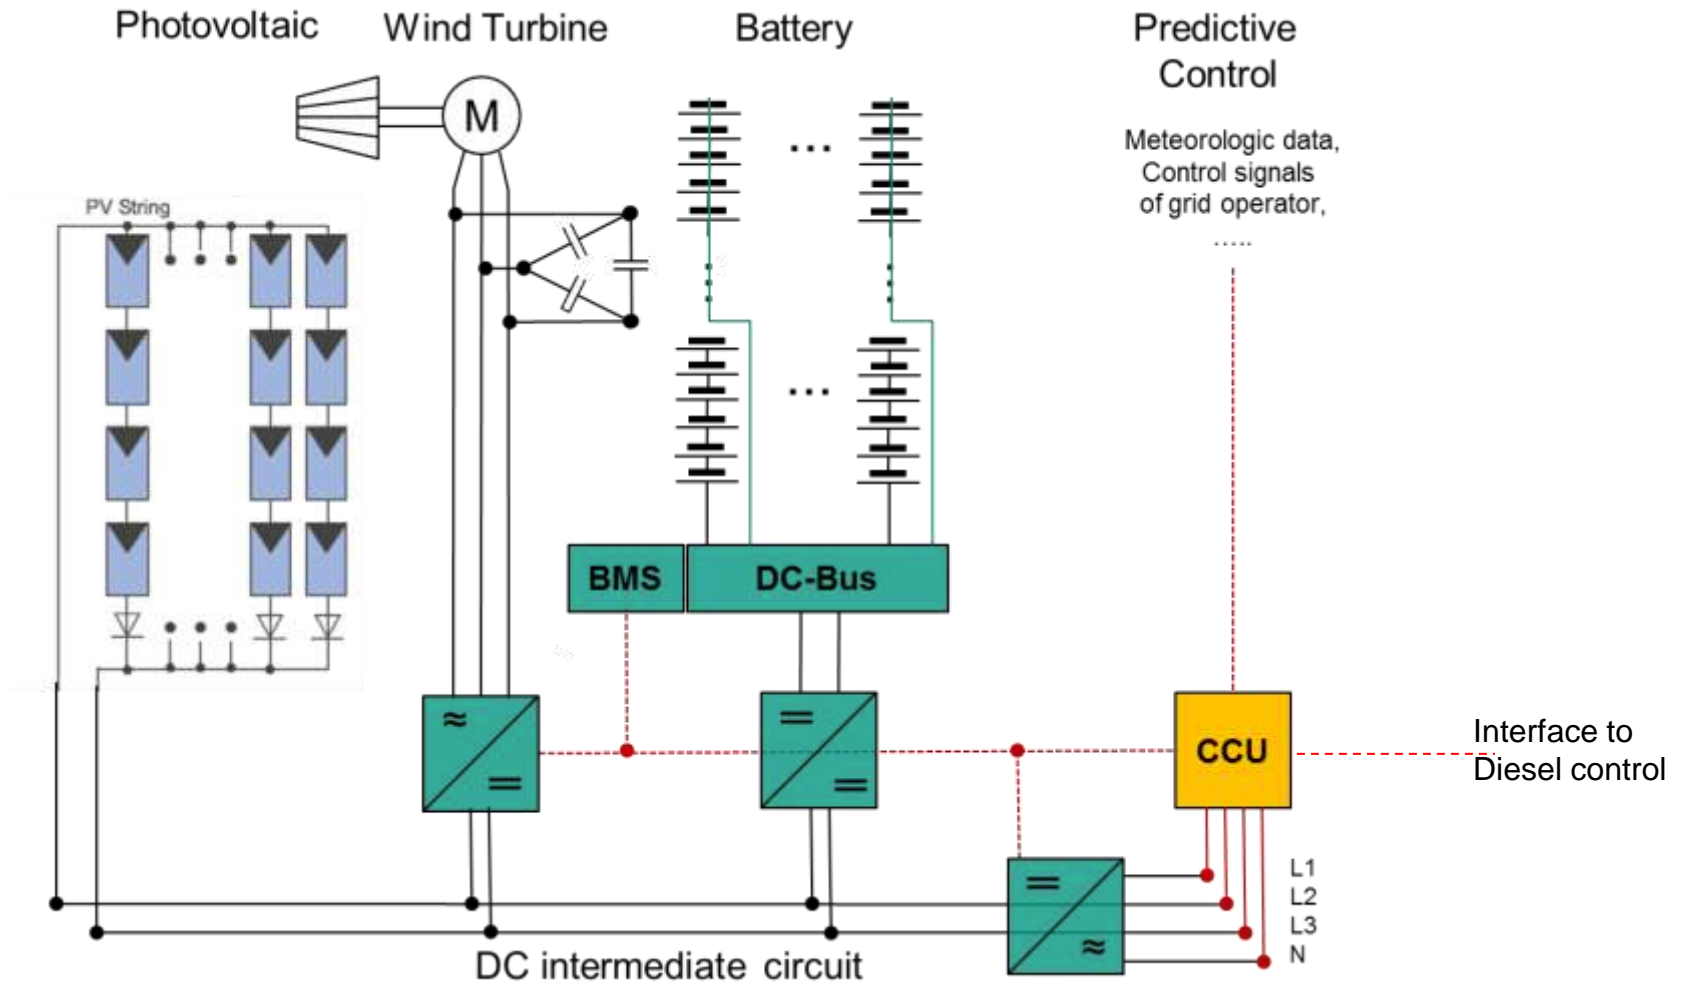 Photovoltaic
Wind Turbine
Battery
Predictive
Control
Meteorologic data,
Control signals
of grid operator,
.....
M
PV String
...
...
BMS
DC-Bus
CCU
Interface to
Diesel control
L1
L2
L3
N
DC intermediate circuit